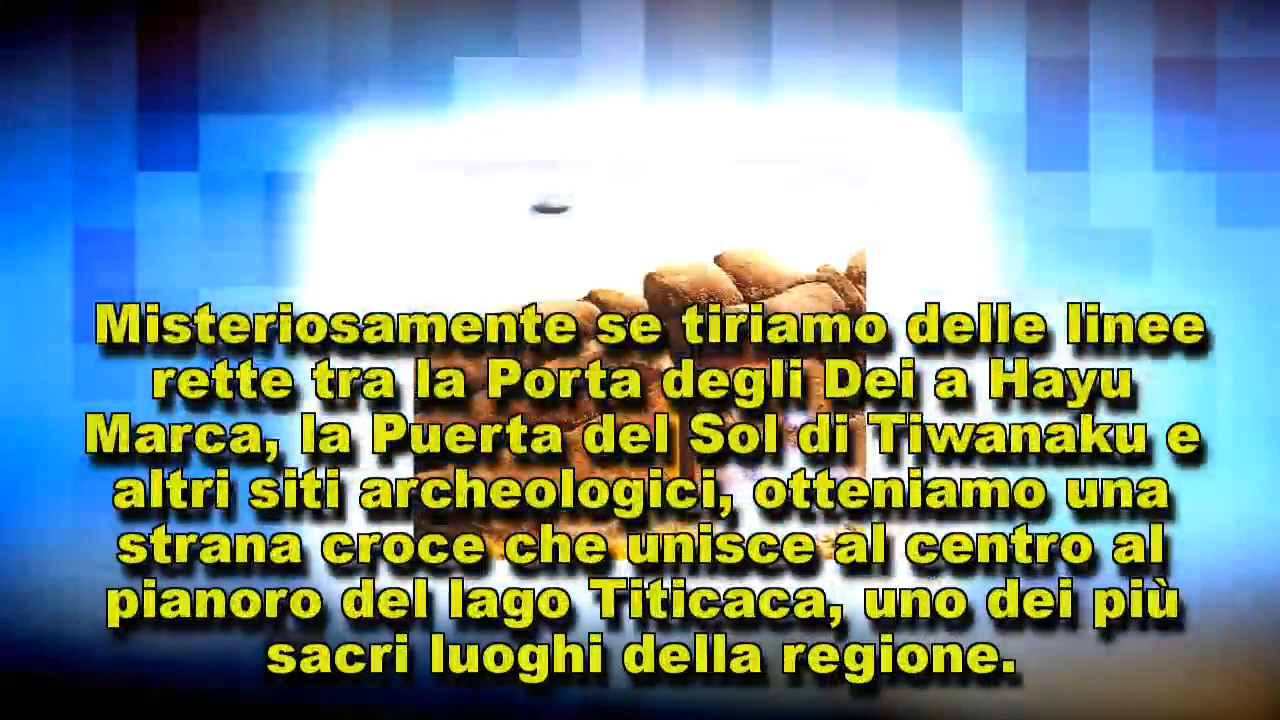 Misteriosamente se tiriamo delle linee
rette tra la Porta degli Dei a Hayu
Marca, la Puerta del Sol di Tiwanaku e
altri siti archeologici, otteniamo una
strana croce che unisce al centro al
pianoro del lago Titicaca, uno dei più
sacri luoghi della regione.